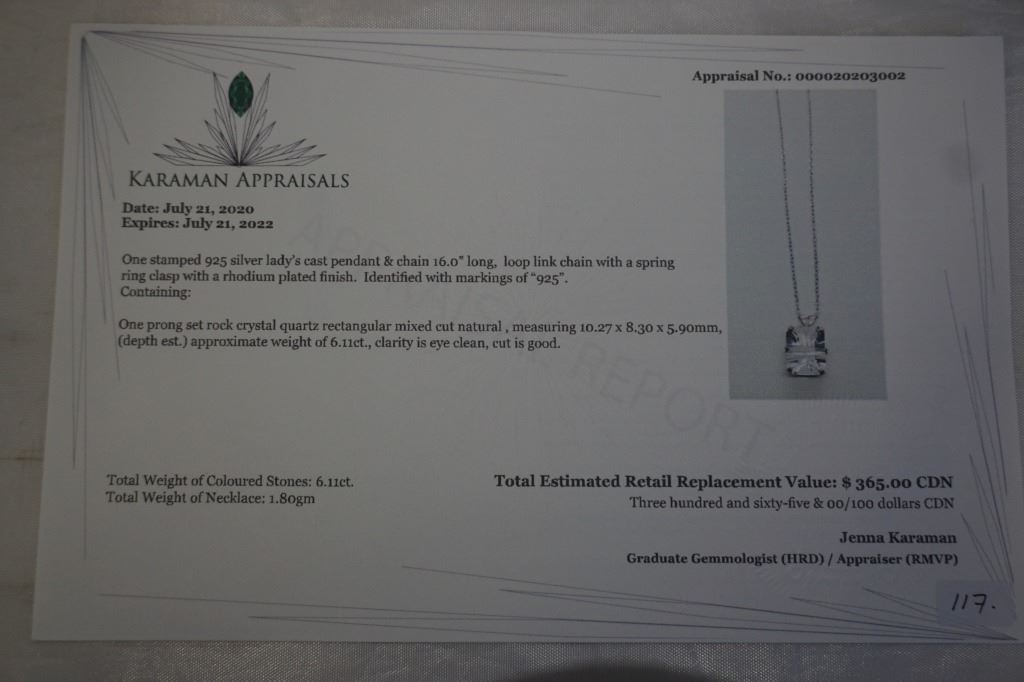 Appraisal No.: 000020203002
KARAMAN APPRAISALS
Date: July 21, 2020
Expires: July 21, 2022
One stamped 925 silver lady's cast pendant & chain 16.0" long, loop link chain with a spring
ring clasp with a rhodium plated finish. Identified with markings of "925".
Containing:
One prong set rock crystal quartz rectangular mixed cut natural , measuring 10.27 x 8.30 x 5.90mm,
(depth est.) approximate weight of 6.11ct., clarity is eye clean, cut is good.
APPRAISAL REPORT
Total Weight of Coloured Stones: 6.11ct.
Total Weight of Necklace: 1.80gm
Total Estimated Retail Replacement Value: $ 365.00 CDN
Three hundred and sixty-five & 00/100 dollars CDN
Jenna Karaman
Graduate Gemmologist (HRD) / Appraiser (RMVP)
117.